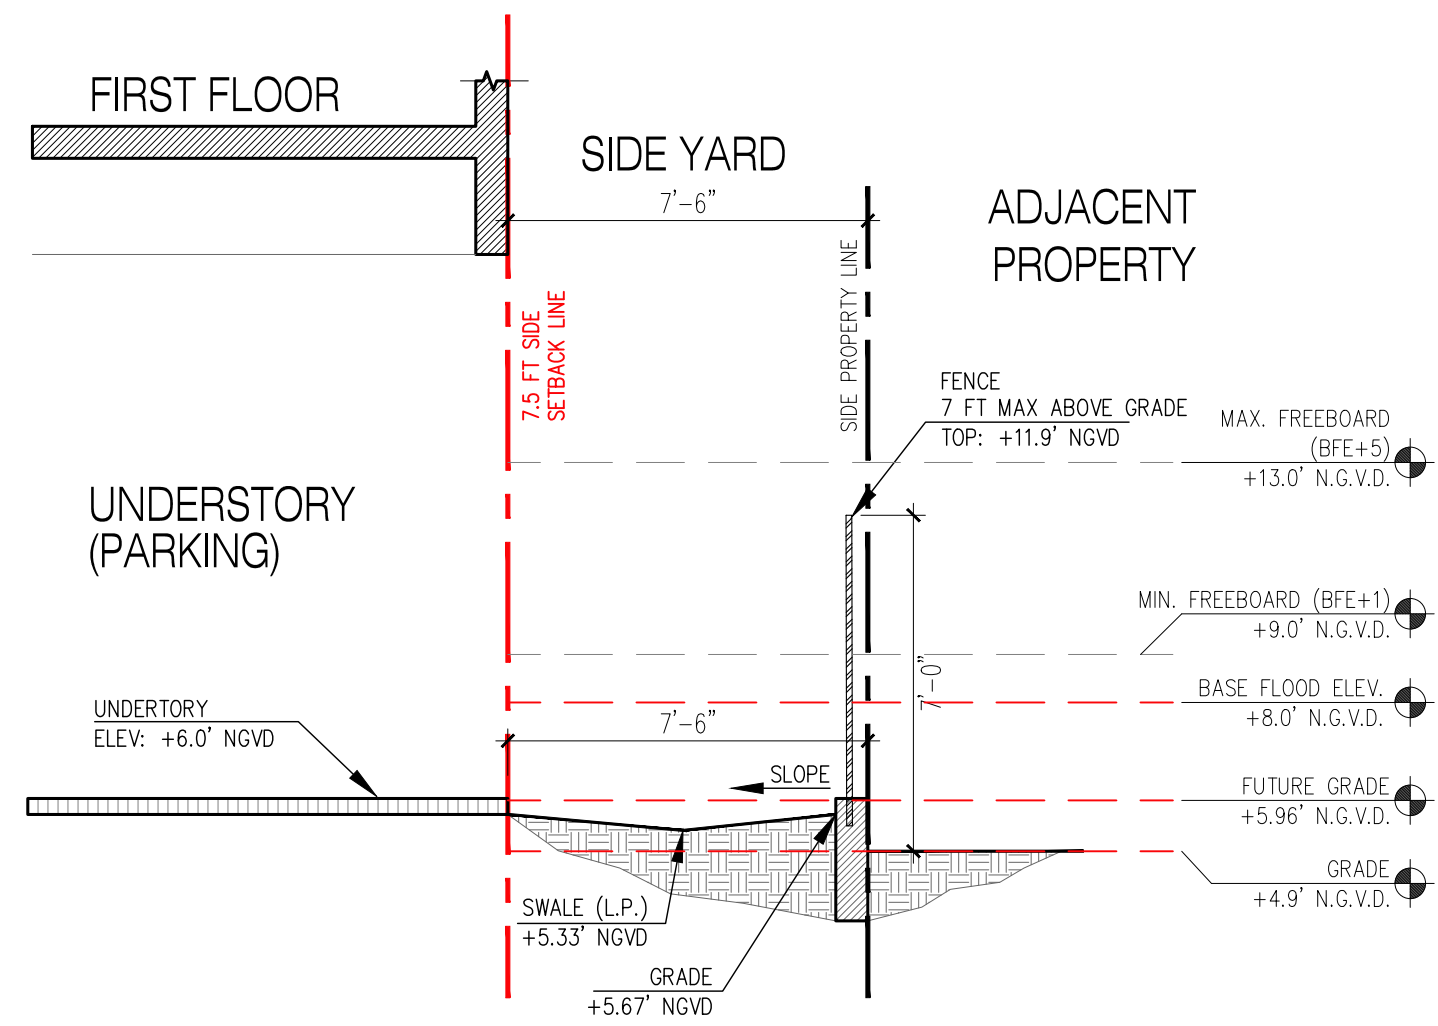 FIRST FLOOR
SIDE YARD
7'-6"
ADJACENT
PROPERTY
7.5 FT SIDE
SETBACK LINE
SIDE PROPERTY LINE
FENCE
7 FT MAX ABOVE GRADE
TOP: +11.9' NGVD
MAX. FREEBOARD
(BFE+5)
+13.0' N.G.V.D.
UNDERSTORY
(PARKING)
MIN. FREEBOARD (BFE+1)
+9.0' N.G.V.D.
7'-0"
BASE FLOOD ELEV.
+8.0' N.G.V.D.
UNDERTORY
ELEV: +6.0' NGVD
7'-6"
SLOPE
FUTURE GRADE
+5.96' N.G.V.D.
GRADE
+4.9' N.G.V.D.
SWALE (L.P.)
+5.33' NGVD
GRADE
+5.67' NGVD